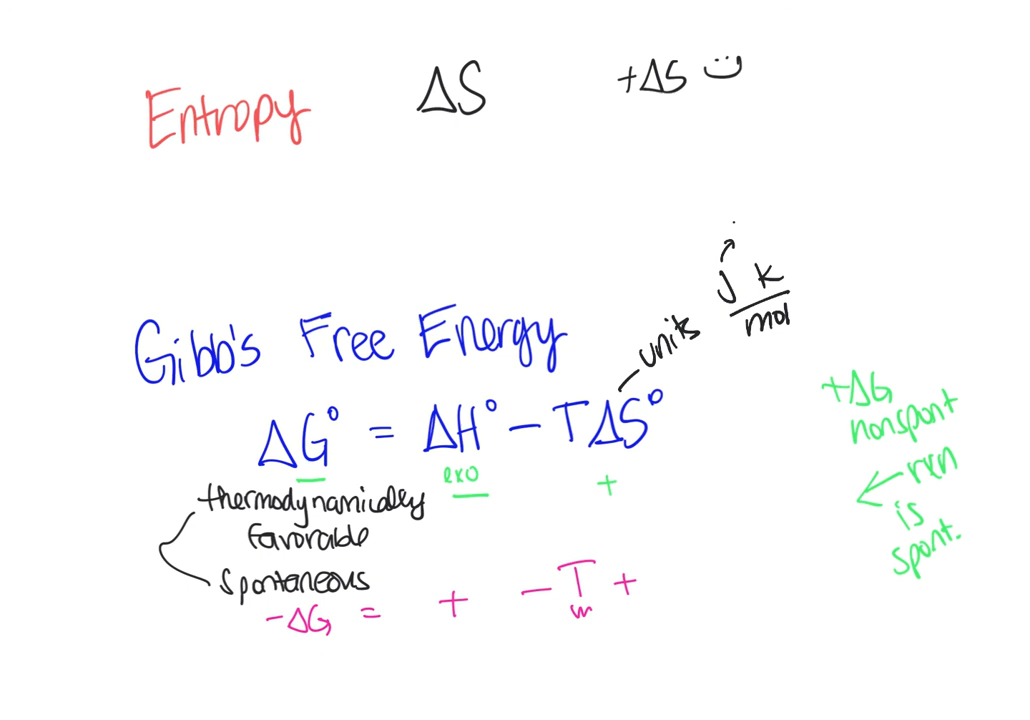 Entropy ΔS +ΔS
Gibb's Free Energy
units J K
mol
ΔG° = ΔH° − TΔS°
exo +
thermodynamically
favorable
spontaneous
−ΔG = + − T +
+ΔG
nonspont
← rxn
is
spont.